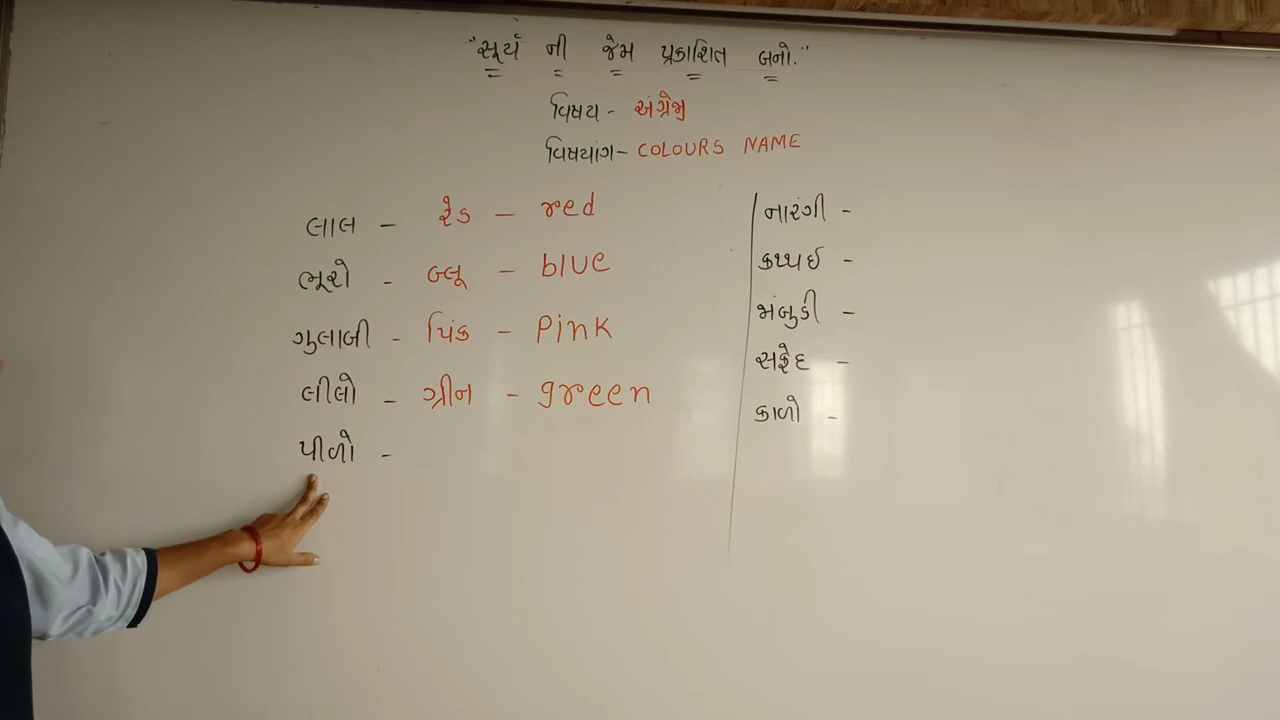 "સૂર્ય ની જેમ પ્રકાશિત બનો."
વિષય - અંગ્રેજી
વિષયાંગ - COLOURS NAME
લાલ - રેડ - red
ભૂરો - બ્લૂ - blue
ગુલાબી - પિંક - Pink
લીલો - ગ્રીન - green
પીળો -
નારંગી -
કથ્થઈ -
જાંબુડી -
સફેદ -
કાળો -